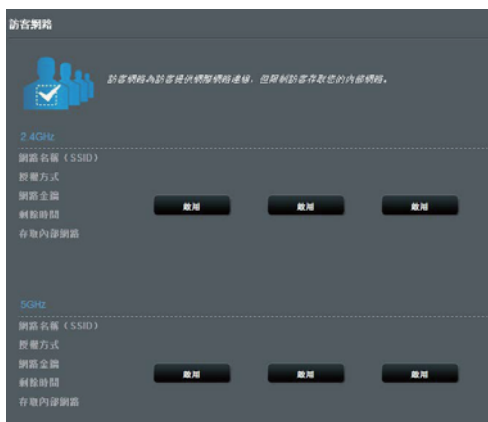 訪客網路
訪客網路為訪客提供網際網路連線，但限制訪客存取您的內部網路。
2.4GHz
網路名稱（SSID）
授權方式
網路金鑰
剩餘時間
存取內部網路
啟用 啟用 啟用
5GHz
網路名稱（SSID）
授權方式
網路金鑰
剩餘時間
存取內部網路
啟用 啟用 啟用